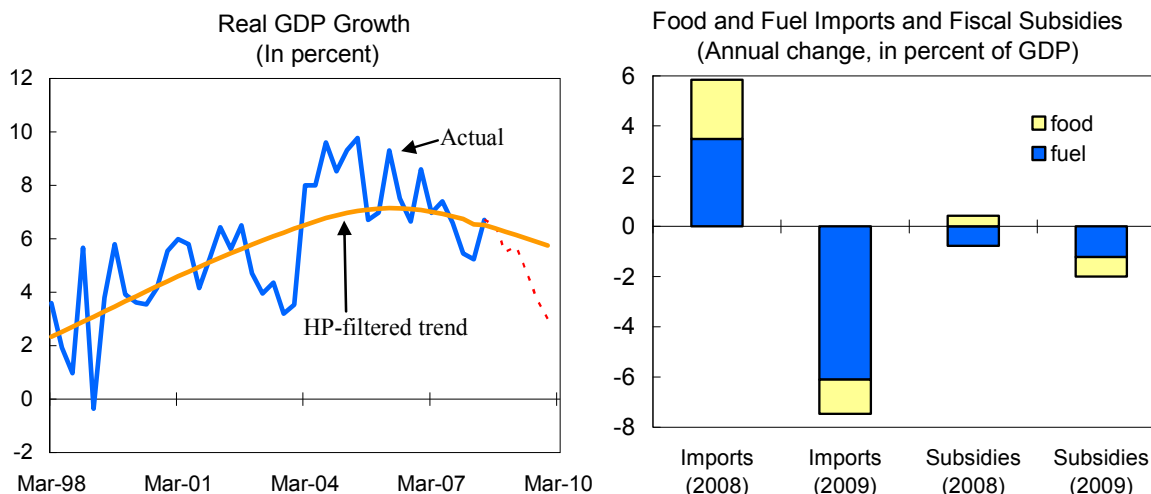 Real GDP Growth
(In percent)
12
10
8
6
4
2
0
-2
Actual
HP-filtered trend
Mar-98 Mar-01 Mar-04 Mar-07 Mar-10
Food and Fuel Imports and Fiscal Subsidies
(Annual change, in percent of GDP)
6
4
2
0
-2
-4
-6
-8
food
fuel
Imports Imports Subsidies Subsidies
(2008) (2009) (2008) (2009)